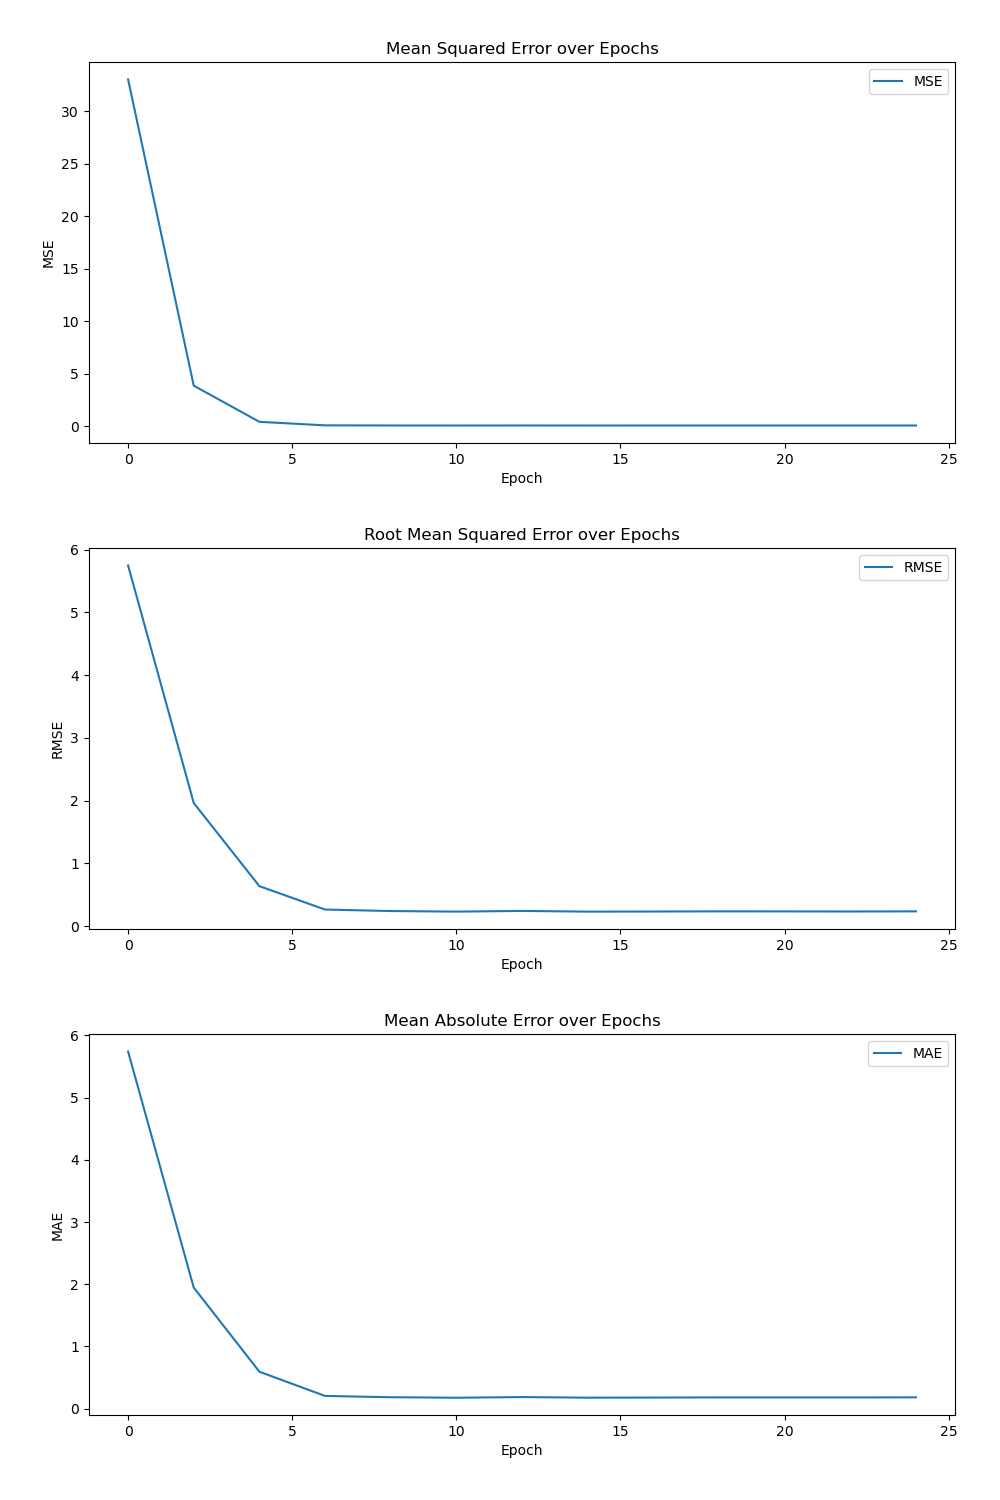 Mean Squared Error over Epochs
MSE
30
25
20
15
10
5
0
MSE
0 5 10 15 20 25
Epoch
Root Mean Squared Error over Epochs
RMSE
6
5
4
3
2
1
0
RMSE
0 5 10 15 20 25
Epoch
Mean Absolute Error over Epochs
MAE
6
5
4
3
2
1
0
MAE
0 5 10 15 20 25
Epoch